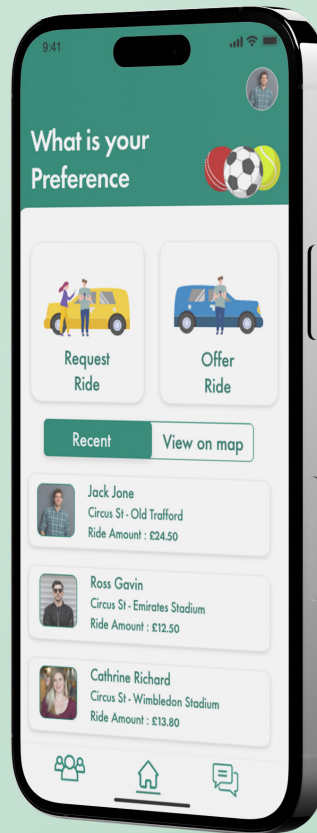 9:41
What is your
Preference
Request
Ride
Offer
Ride
Recent
View on map
Jack Jone
Circus St - Old Trafford
Ride Amount : £24.50
Ross Gavin
Circus St - Emirates Stadium
Ride Amount : £12.50
Cathrine Richard
Circus St - Wimbledon Stadium
Ride Amount : £13.80